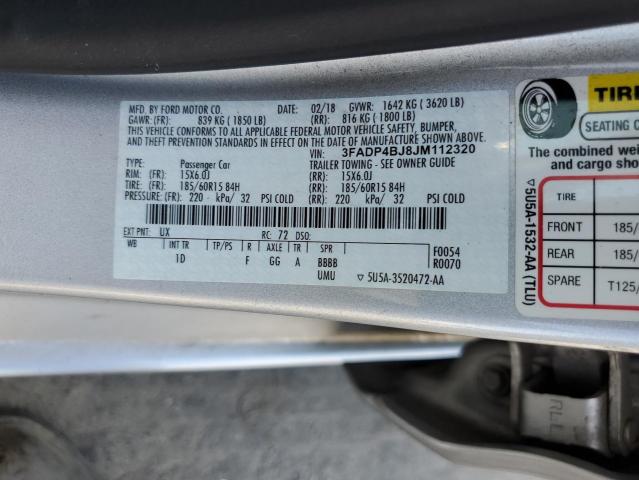 MFD. BY FORD MOTOR CO. DATE: 02/18 GVWR: 1642 KG ( 3620 LB)
GAWR: (FR): 839 KG ( 1850 LB) (RR): 816 KG ( 1800 LB)
THIS VEHICLE CONFORMS TO ALL APPLICABLE FEDERAL MOTOR VEHICLE SAFETY, BUMPER,
AND THEFT PREVENTION STANDARDS IN EFFECT ON THE DATE OF MANUFACTURE SHOWN ABOVE.
VIN: 3FADP4BJ8JM112320
TYPE: Passenger Car TRAILER TOWING - SEE OWNER GUIDE
RIM: (FR) 15X6.0J (RR) 15X6.0J
TIRE: (FR) 185/60R15 84H (RR) 185/60R15 84H
PRESSURE: (FR) 220 kPa/ 32 PSI COLD (RR) 220 kPa/ 32 PSI COLD
EXT PNT: UX RC: 72 DSO:
WB INT TR TP/PS R AXLE TR SPR F0054
1D F GG A BBBB R0070
UMU ▽ 5U5A-3520472-AA
TIRE
SEATING
The combined
and cargo
▽5U5A-1532-AA (TLU)
TIRE
FRONT 185/
REAR 185/
SPARE T125/
RL